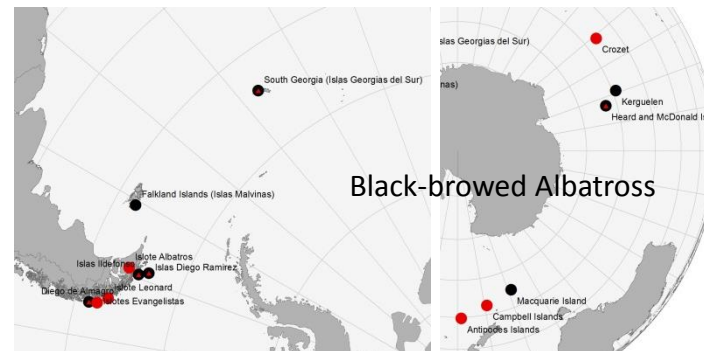 South Georgia (Islas Georgias del Sur)
Falkland Islands (Islas Malvinas)
Islote Albatros
Islas Ildefonso
Islas Diego Ramirez
Diego de Almagro
Islote Leonard
Evangelistas
slas Georgias del Sur)
Crozet
nas)
Kerguelen
Heard and McDonald Is
Black-browed Albatross
Macquarie Island
Campbell Islands
Antipodes Islands